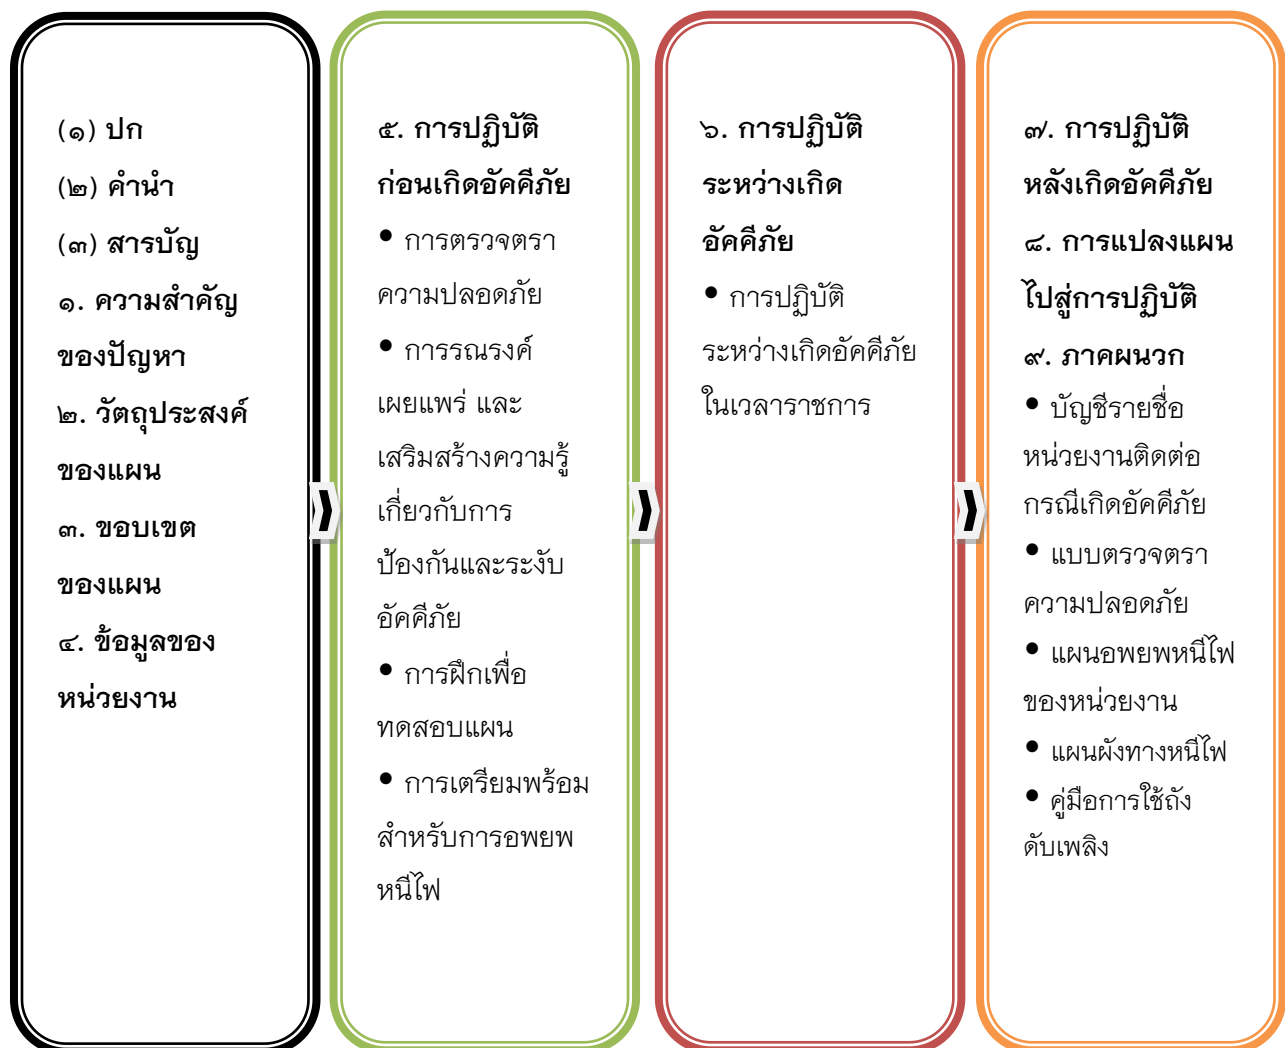 (๑) ปก
(๒) คำนำ
(๓) สารบัญ
๑. ความสำคัญ
ของปัญหา
๒. วัตถุประสงค์
ของแผน
๓. ขอบเขต
ของแผน
๔. ข้อมูลของ
หน่วยงาน
๕. การปฏิบัติ
ก่อนเกิดอัคคีภัย
• การตรวจตรา
ความปลอดภัย
• การรณรงค์
เผยแพร่ และ
เสริมสร้างความรู้
เกี่ยวกับการ
ป้องกันและระงับ
อัคคีภัย
• การฝึกเพื่อ
ทดสอบแผน
• การเตรียมพร้อม
สำหรับการอพยพ
หนีไฟ
๖. การปฏิบัติ
ระหว่างเกิด
อัคคีภัย
• การปฏิบัติ
ระหว่างเกิดอัคคีภัย
ในเวลาราชการ
๗. การปฏิบัติ
หลังเกิดอัคคีภัย
๘. การแปลงแผน
ไปสู่การปฏิบัติ
๙. ภาคผนวก
• บัญชีรายชื่อ
หน่วยงานติดต่อ
กรณีเกิดอัคคีภัย
• แบบตรวจตรา
ความปลอดภัย
• แผนอพยพหนีไฟ
ของหน่วยงาน
• แผนผังทางหนีไฟ
• คู่มือการใช้ถัง
ดับเพลิง